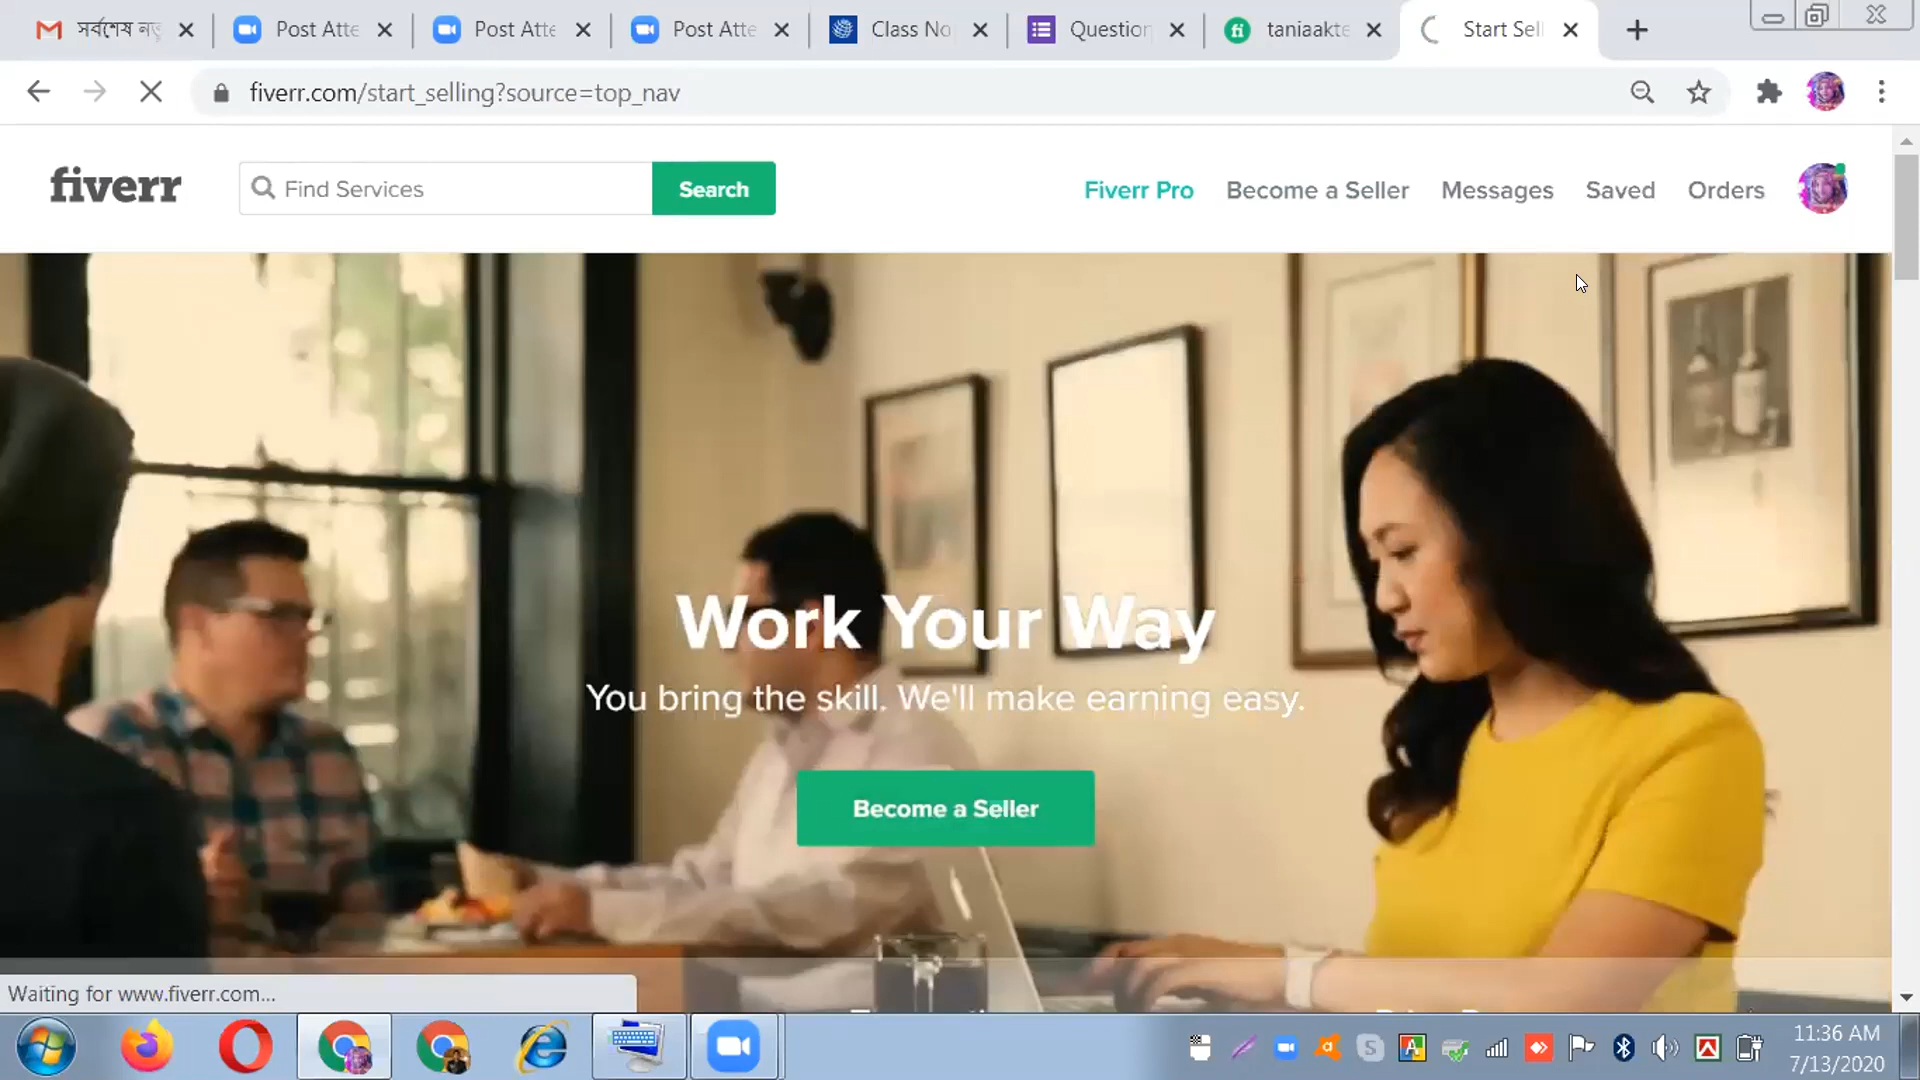 সর্বশেষ নতু
Post Atte
Post Atte
Post Atte
Class No
Question
taniaakte
Start Sell
fiverr.com/start_selling?source=top_nav
fiverr
Find Services
Search
Fiverr Pro
Become a Seller
Messages
Saved
Orders
Work Your Way
You bring the skill. We'll make earning easy.
Become a Seller
Waiting for www.fiverr.com...
11:36 AM
7/13/2020